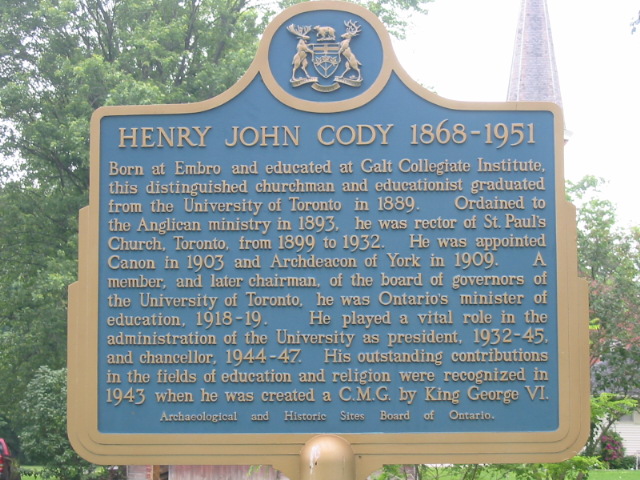 HENRY JOHN CODY 1868-1951
Born at Embro and educated at Galt Collegiate Institute,
this distinguished churchman and educationist graduated
from the University of Toronto in 1889. Ordained to
the Anglican ministry in 1893, he was rector of St. Paul's
Church, Toronto, from 1899 to 1932. He was appointed
Canon in 1903 and Archdeacon of York in 1909. A
member, and later chairman, of the board of governors of
the University of Toronto, he was Ontario's minister of
education, 1918-19. He played a vital role in the
administration of the University as president, 1932-45,
and chancellor, 1944-47. His outstanding contributions
in the fields of education and religion were recognized in
1943 when he was created a C.M.G. by King George VI.
Archaeological and Historic Sites Board of Ontario.